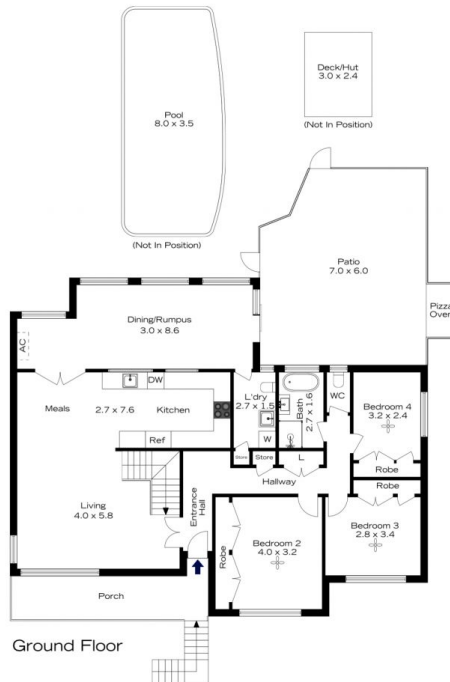 Pool
8.0 x 3.5
(Not In Position)
Deck/Hut
3.0 x 2.4
(Not In Position)
Patio
7.0 x 6.0
Pizza
Oven
Dining/Rumpus
3.0 x 8.6
AC
Meals
2.7 x 7.6
Kitchen
DW
Ref
L'dry
2.7 x 1.5
W
Bath
2.7 x 1.6
WC
Bedroom 4
3.2 x 2.4
Robe
Store
Store
L
Hallway
Robe
Bedroom 3
2.8 x 3.4
Living
4.0 x 5.8
Entrance
Hall
Robe
Bedroom 2
4.0 x 3.2
Porch
Ground Floor